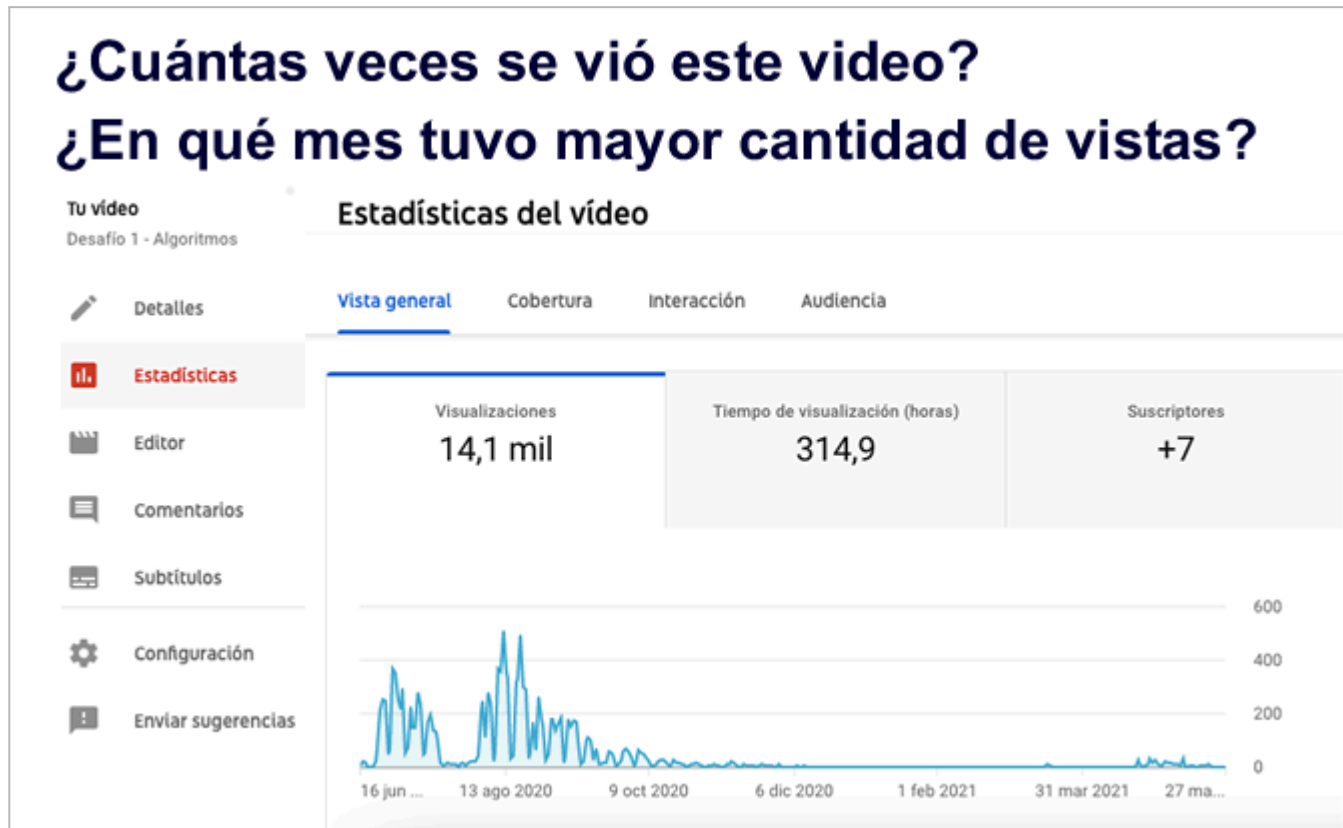 ¿Cuántas veces se vió este video?
¿En qué mes tuvo mayor cantidad de vistas?
Tu vídeo
Desafío 1 - Algoritmos
Detalles
Estadísticas
Editor
Comentarios
Subtítulos
Configuración
Enviar sugerencias
Estadísticas del vídeo
Vista general Cobertura Interacción Audiencia
Visualizaciones
14,1 mil
Tiempo de visualización (horas)
314,9
Suscriptores
+7
600
400
200
0
16 jun ... 13 ago 2020 9 oct 2020 6 dic 2020 1 feb 2021 31 mar 2021 27 ma...